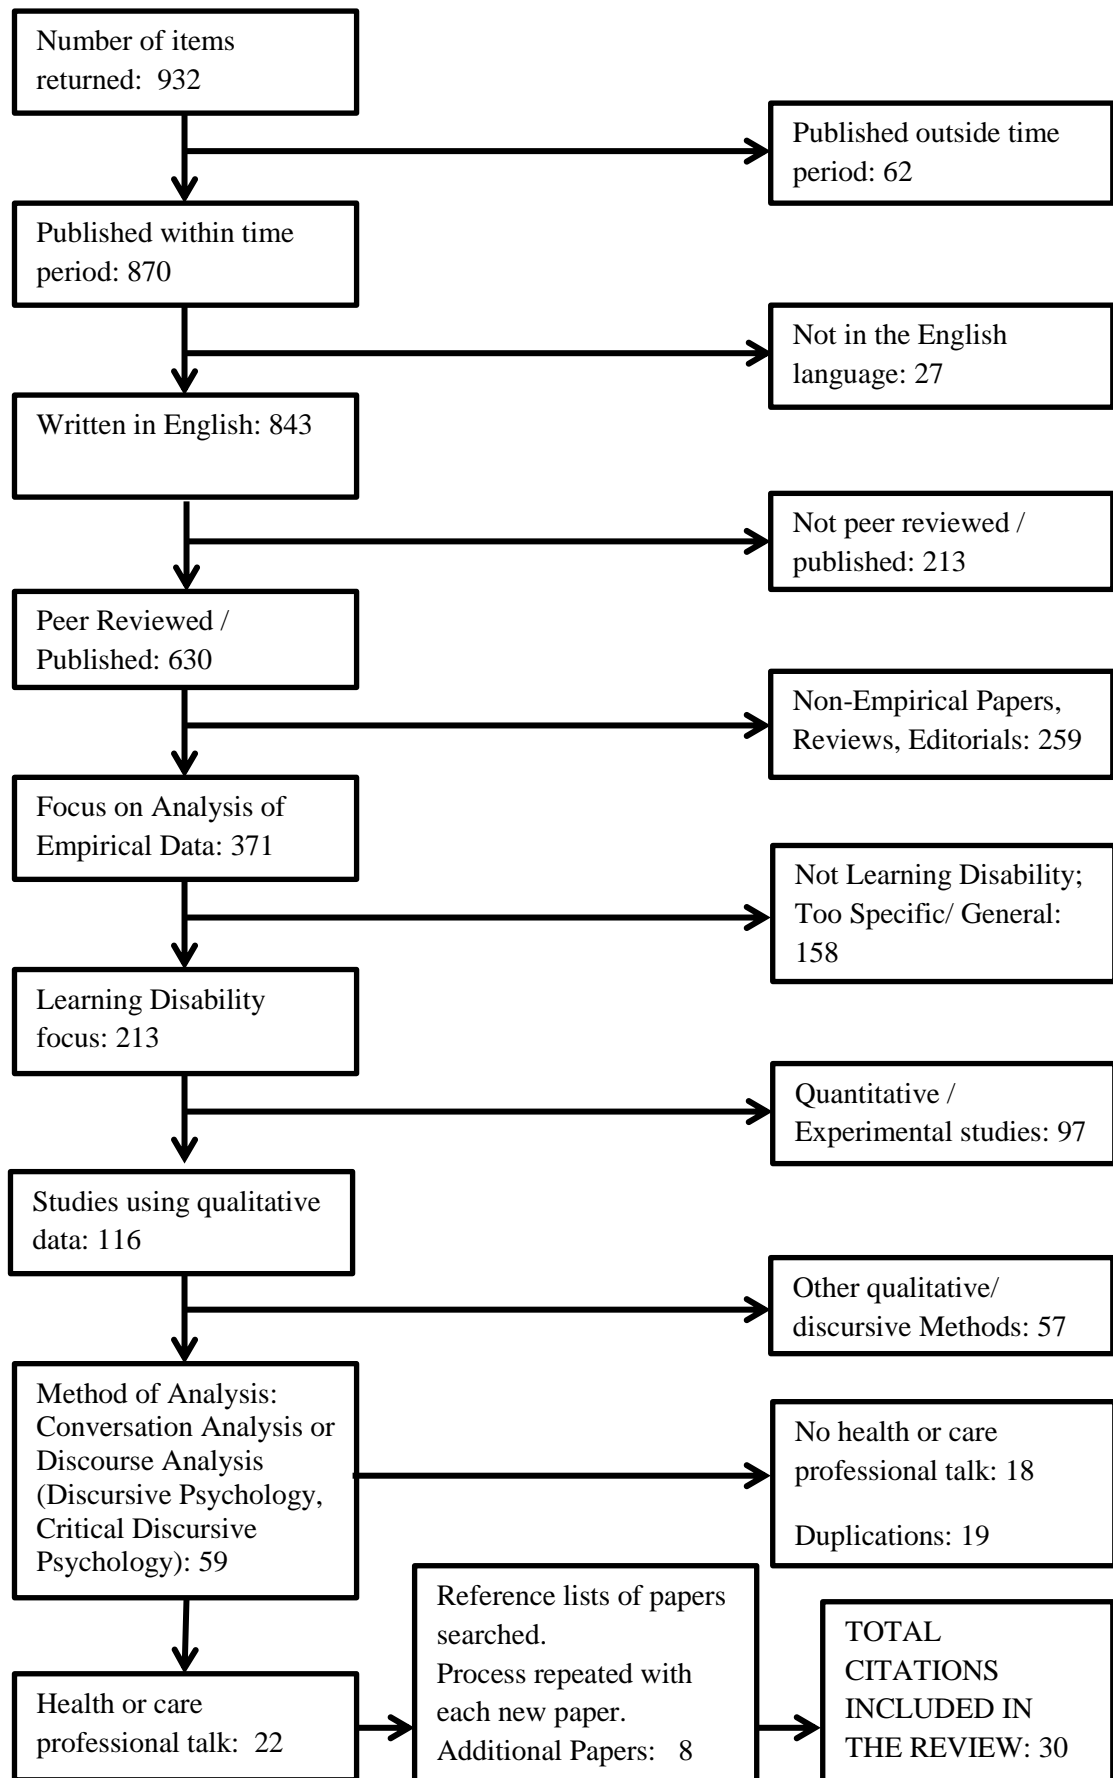 Number of items
returned: 932
Published outside time
period: 62
Published within time
period: 870
Not in the English
language: 27
Written in English: 843
Not peer reviewed /
published: 213
Peer Reviewed /
Published: 630
Non-Empirical Papers,
Reviews, Editorials: 259
Focus on Analysis of
Empirical Data: 371
Not Learning Disability;
Too Specific/ General:
158
Learning Disability
focus: 213
Quantitative /
Experimental studies: 97
Studies using qualitative
data: 116
Other qualitative/
discursive Methods: 57
Method of Analysis:
Conversation Analysis or
Discourse Analysis
(Discursive Psychology,
Critical Discursive
Psychology): 59
No health or care
professional talk: 18
Duplications: 19
Health or care
professional talk: 22
Reference lists of papers
searched.
Process repeated with
each new paper.
Additional Papers: 8
TOTAL
CITATIONS
INCLUDED IN
THE REVIEW: 30